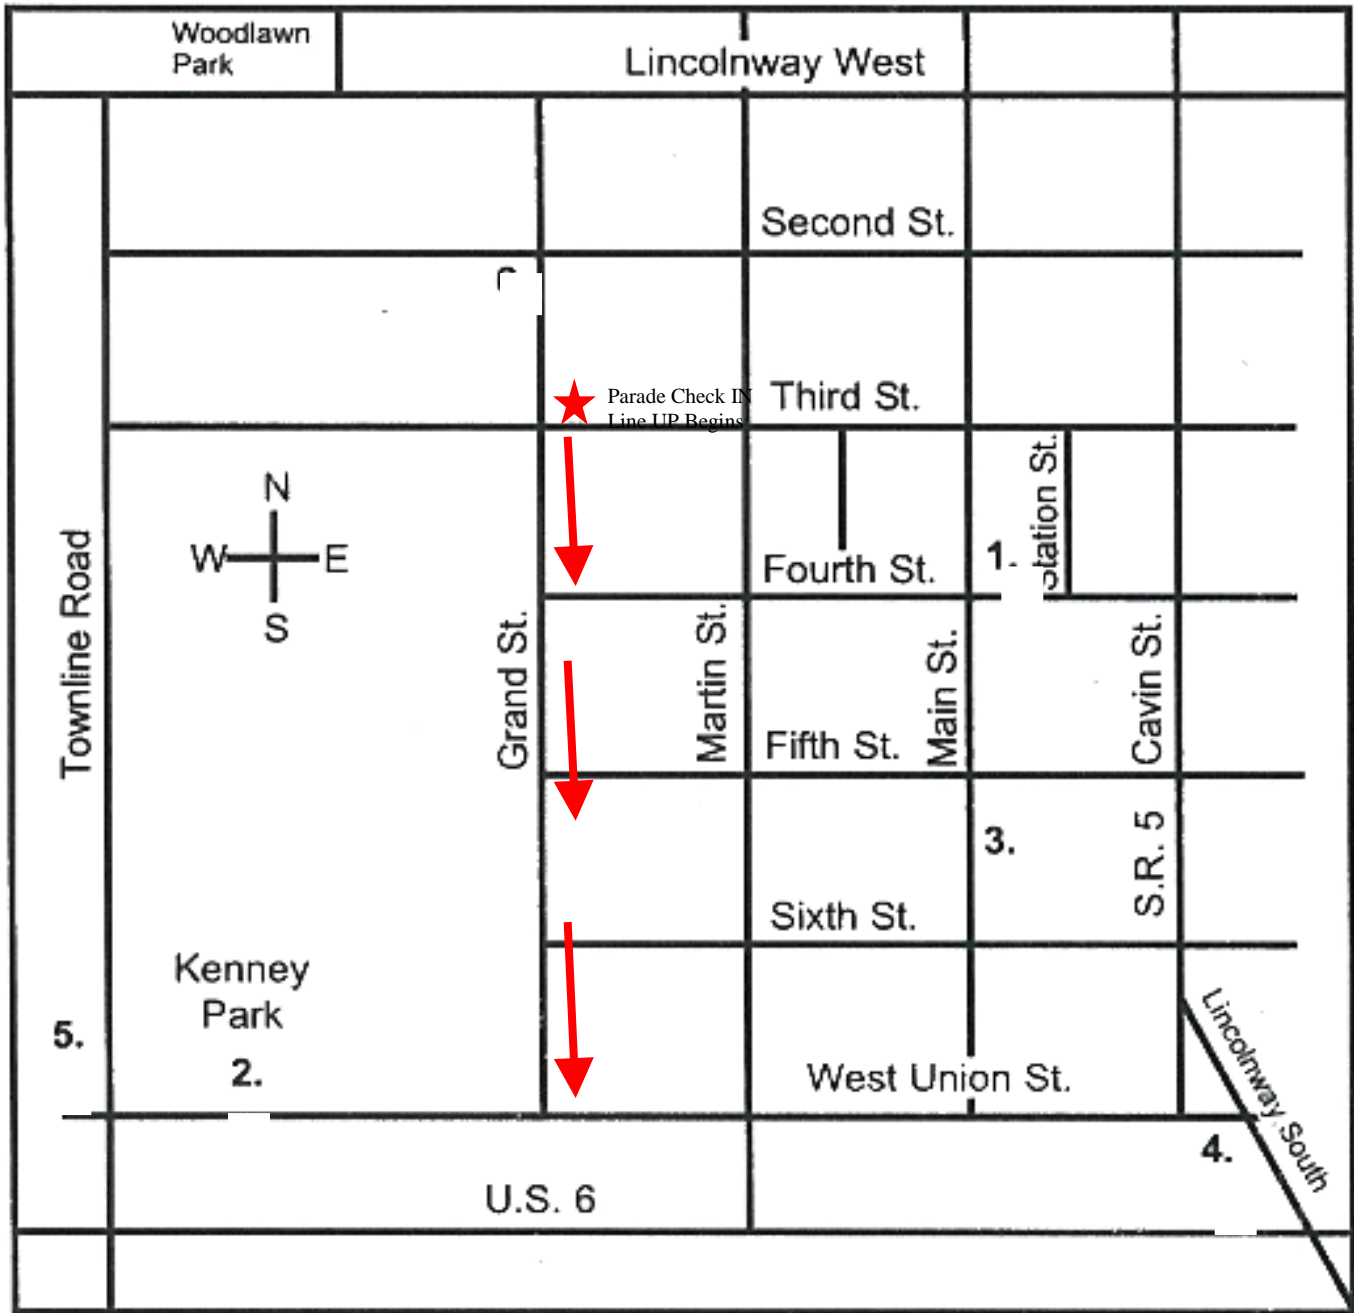 Woodlawn
Park
Lincolnway West
Second St.
Parade Check IN
Line UP Begins
Third St.
N
W E
S
Station St.
1.
Fourth St.
Townline Road
Grand St.
Martin St.
Main St.
Cavin St.
Fifth St.
3.
S.R. 5
Sixth St.
Kenney
Park
5.
2.
West Union St.
Lincolnway South
4.
U.S. 6